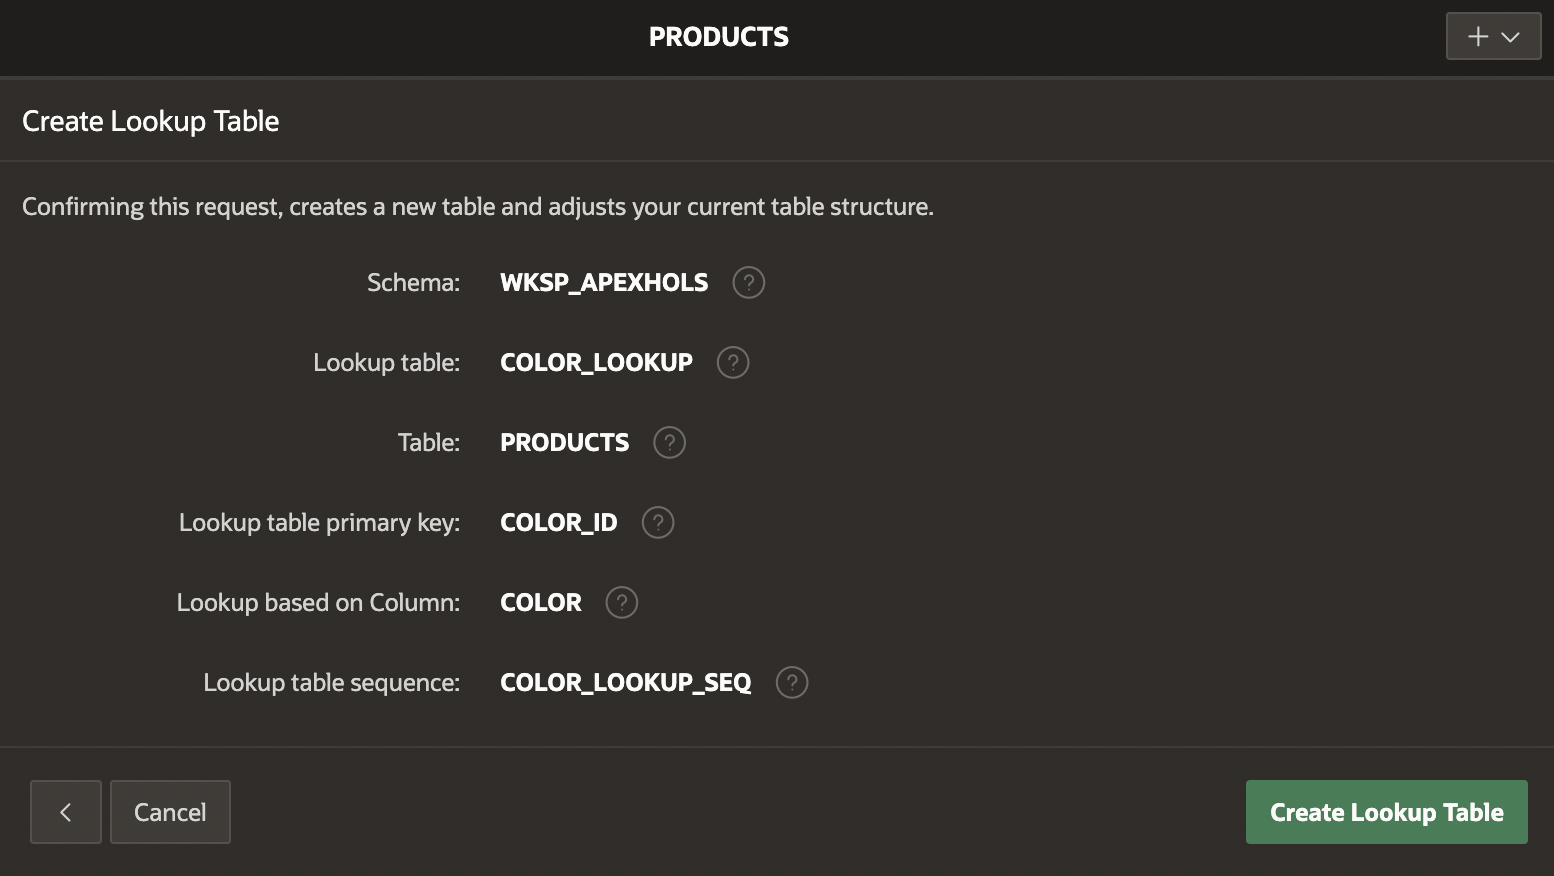 PRODUCTS
Create Lookup Table
Confirming this request, creates a new table and adjusts your current table structure.
Schema: WKSP_APEXHOLS ?
Lookup table: COLOR_LOOKUP ?
Table: PRODUCTS ?
Lookup table primary key: COLOR_ID ?
Lookup based on Column: COLOR ?
Lookup table sequence: COLOR_LOOKUP_SEQ ?
Cancel Create Lookup Table